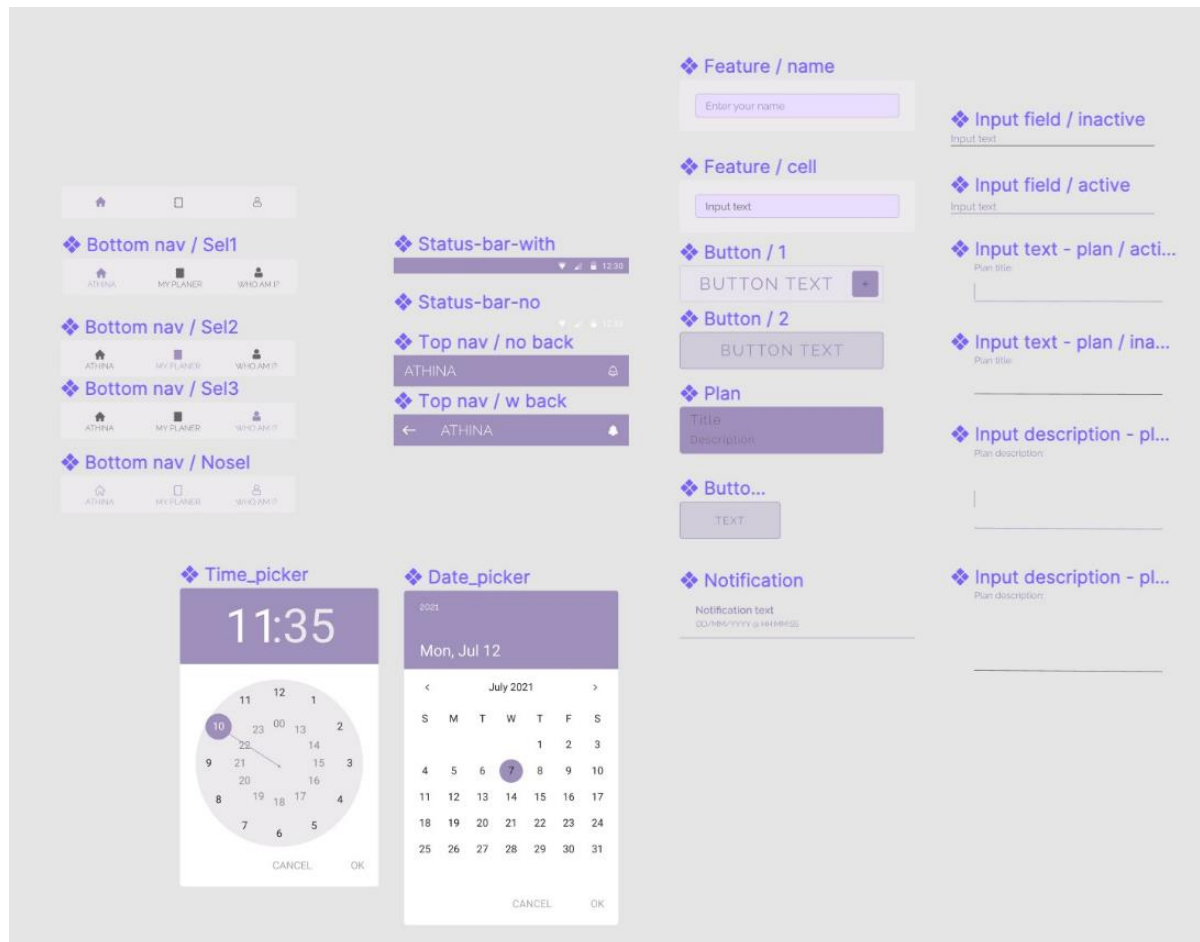 Feature / name
Enter your name
Input field / inactive
Input text
Feature / cell
Input text
Input field / active
Input text
Bottom nav / Sel1
ATHINA MY PLANER WHO AM I?
Status-bar-with
12:30
Button / 1
BUTTON TEXT +
Input text - plan / acti...
Plan title:
Status-bar-no
12:30
Bottom nav / Sel2
ATHINA MY PLANER WHO AM I?
Button / 2
BUTTON TEXT
Top nav / no back
ATHINA
Input text - plan / ina...
Plan title:
Bottom nav / Sel3
ATHINA MY PLANER WHO AM I?
Top nav / w back
ATHINA
Plan
Title
Description
Input description - pl...
Plan description:
Bottom nav / Nosel
ATHINA MY PLANER WHO AM I?
Butto...
TEXT
Time_picker
11:35
12
11 1
10 2
9 3
8 4
7 5
6
00
23 13
22 14
21 15
20 16
19 17
18
CANCEL OK
Date_picker
2021
Mon, Jul 12
< July 2021 >
S M T W T F S
1 2 3
4 5 6 7 8 9 10
11 12 13 14 15 16 17
18 19 20 21 22 23 24
25 26 27 28 29 30 31
CANCEL OK
Notification
Notification text
DD/MM/YYYY @ HH:MM:SS
Input description - pl...
Plan description: